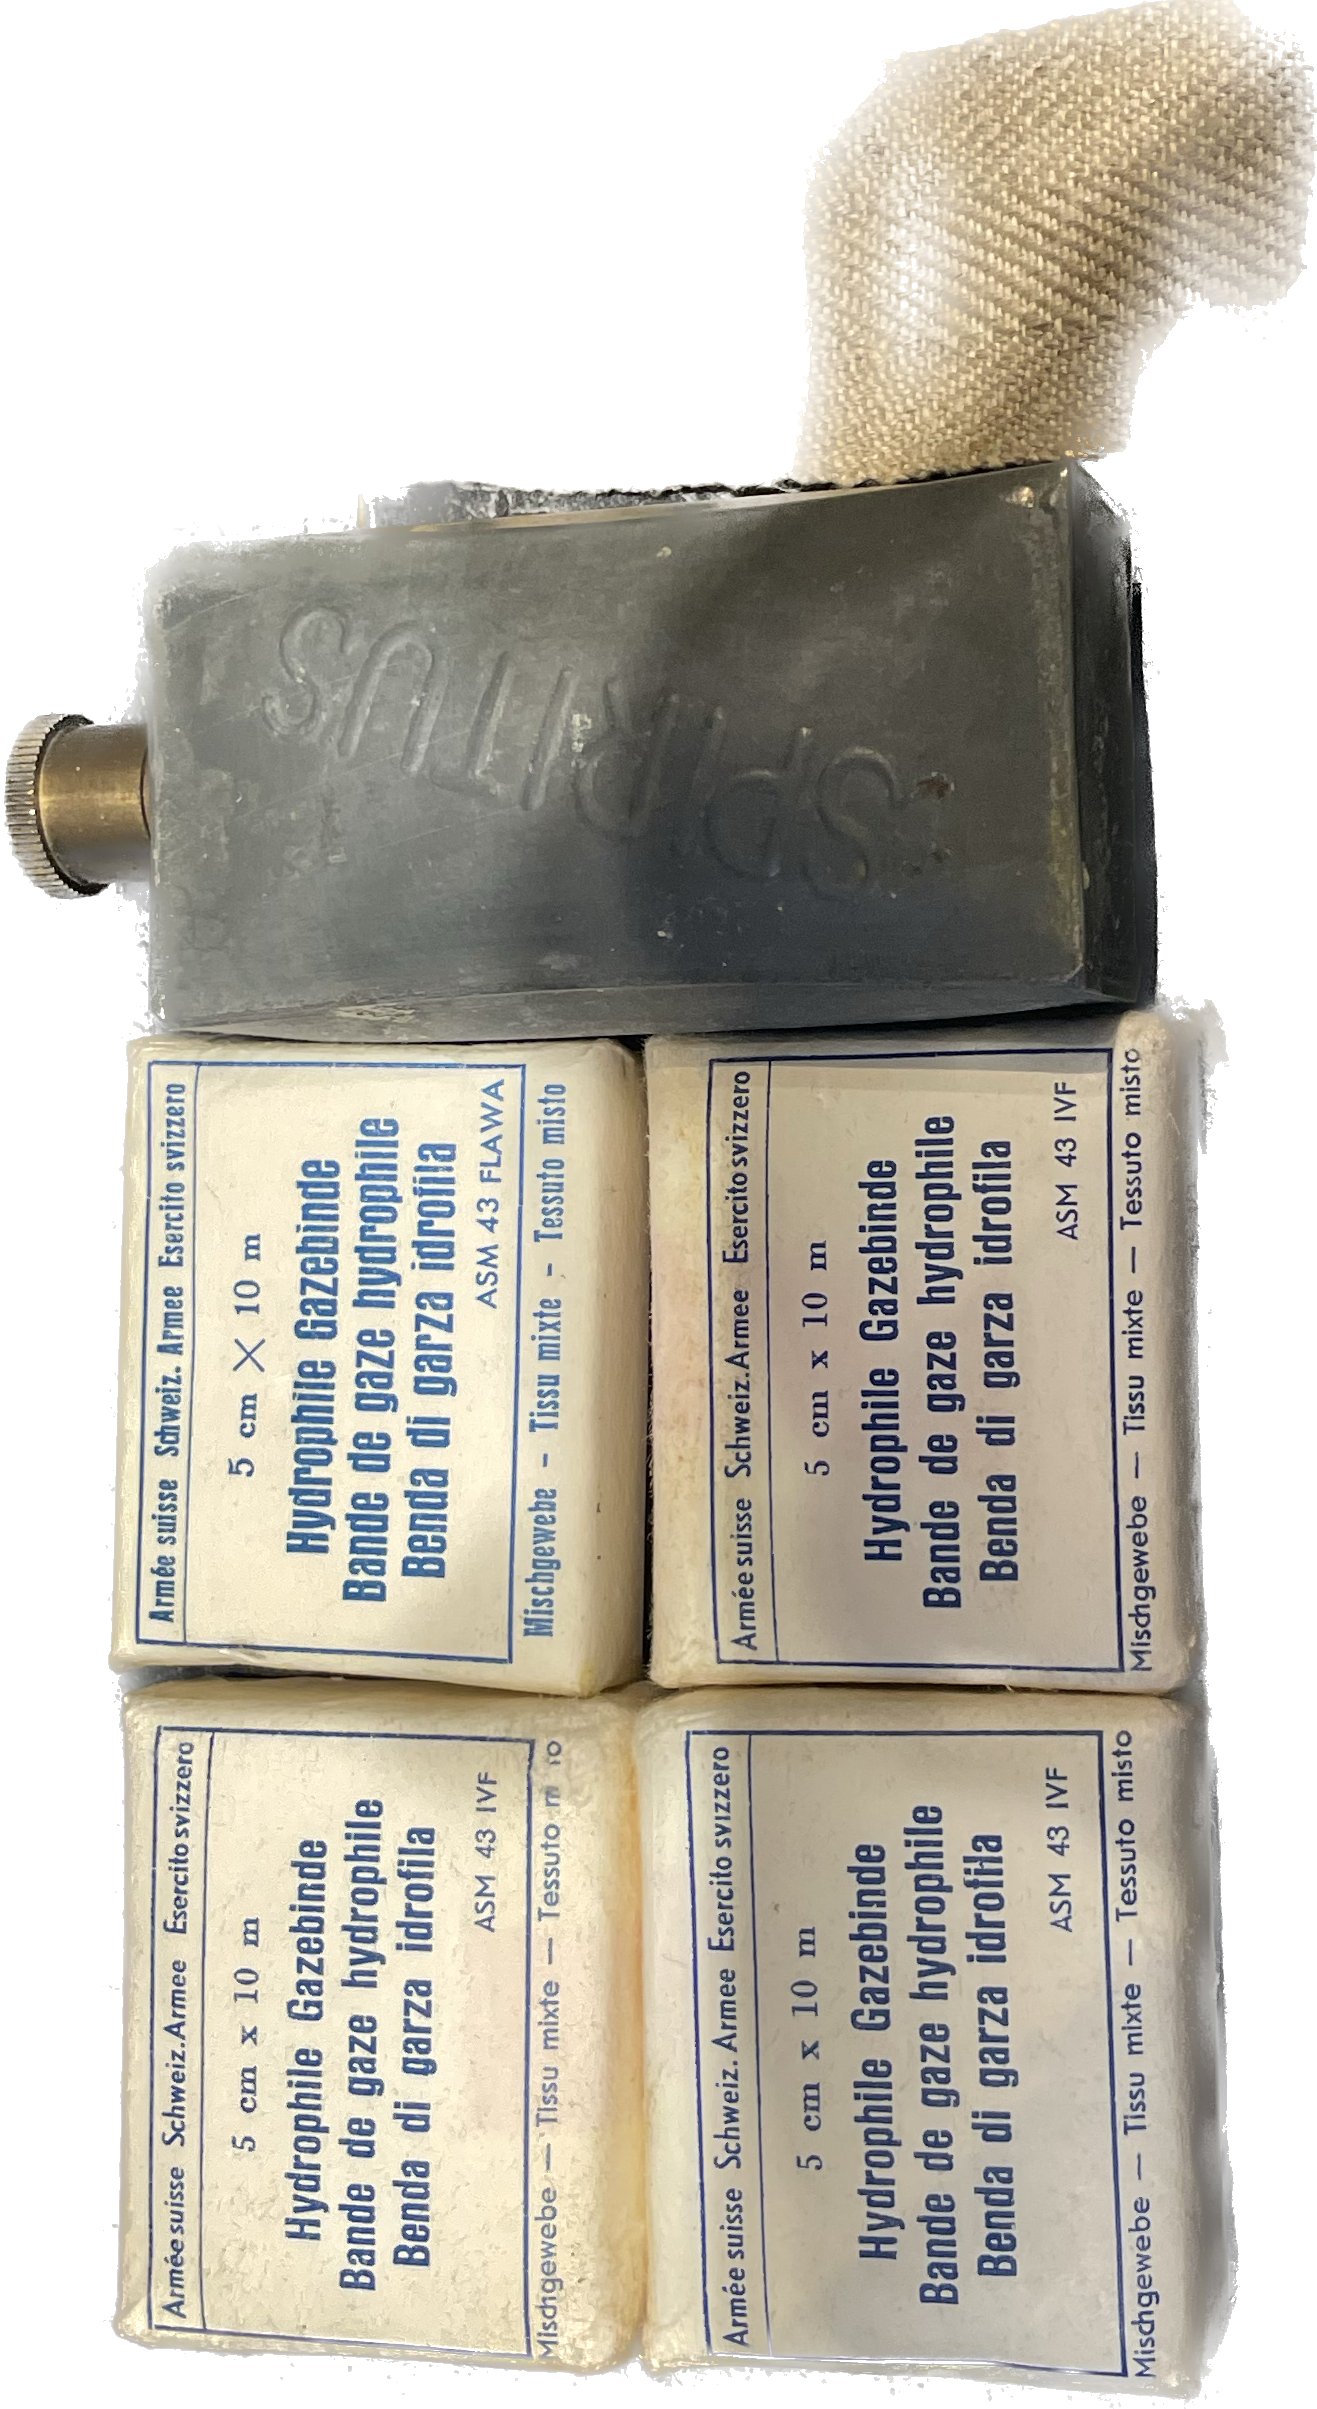 Armée suisse Schweiz. Armee Esercito svizzero
5 cm x 10 m
Hydrophile Gazebinde
Bande de gaze hydrophile
Benda di garza idrofila
ASM 43 IVF
Mischgewebe — Tissu mixte — Tessuto
Armée suisse Schweiz. Armee Esercito svizzero
5 cm X 10 m
Hydrophile Gazebinde
Bande de gaze hydrophile
Benda di garza idrofila
ASM 43 FLAWA
Mischgewebe - Tissu mixte - Tessuto misto
Armée suisse Schweiz. Armee Esercito svizzero
5 cm x 10 m
Hydrophile Gazebinde
Bande de gaze hydrophile
Benda di garza idrofila
ASM 43 IVF
Mischgewebe — Tissu mixte — Tessuto misto
Armée suisse Schweiz. Armee Esercito svizzero
5 cm x 10 m
Hydrophile Gazebinde
Bande de gaze hydrophile
Benda di garza idrofila
ASM 43 IVF
Mischgewebe — Tissu mixte — Tessuto misto
SPIRITUS